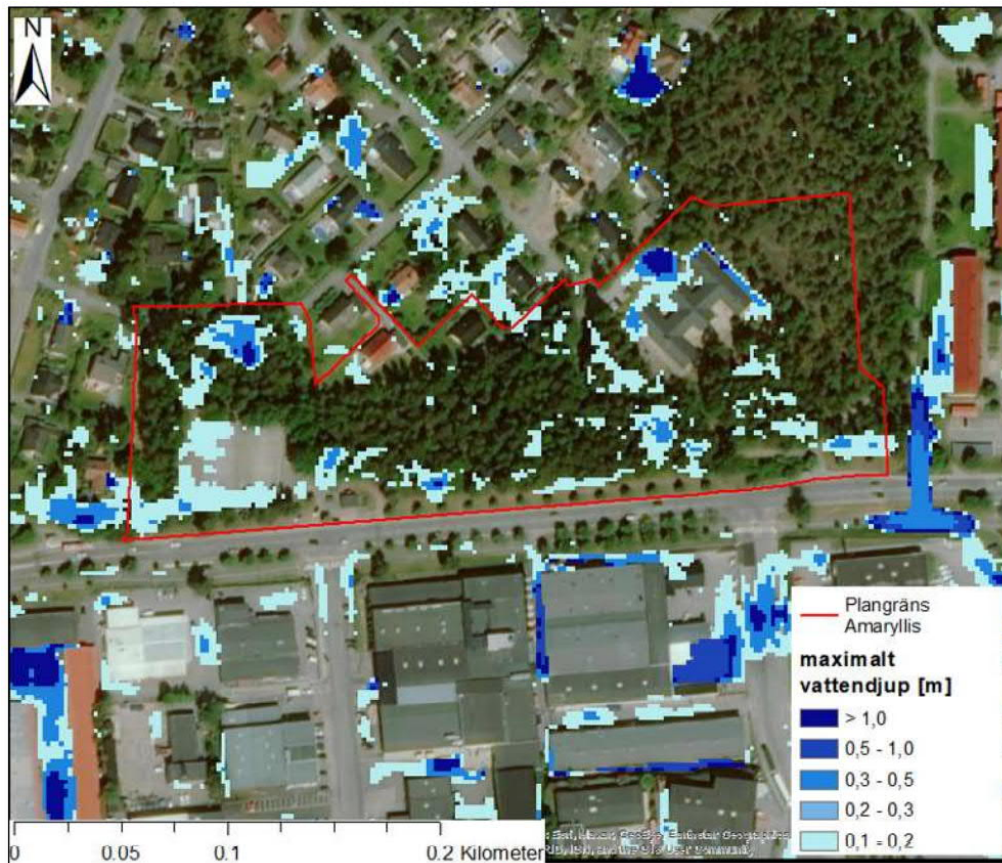 N
Plangräns
Amaryllis
maximalt
vattendjup [m]
> 1,0
0,5 - 1,0
0,3 - 0,5
0,2 - 0,3
0,1 - 0,2
0 0.05 0.1 0.2 Kilometer